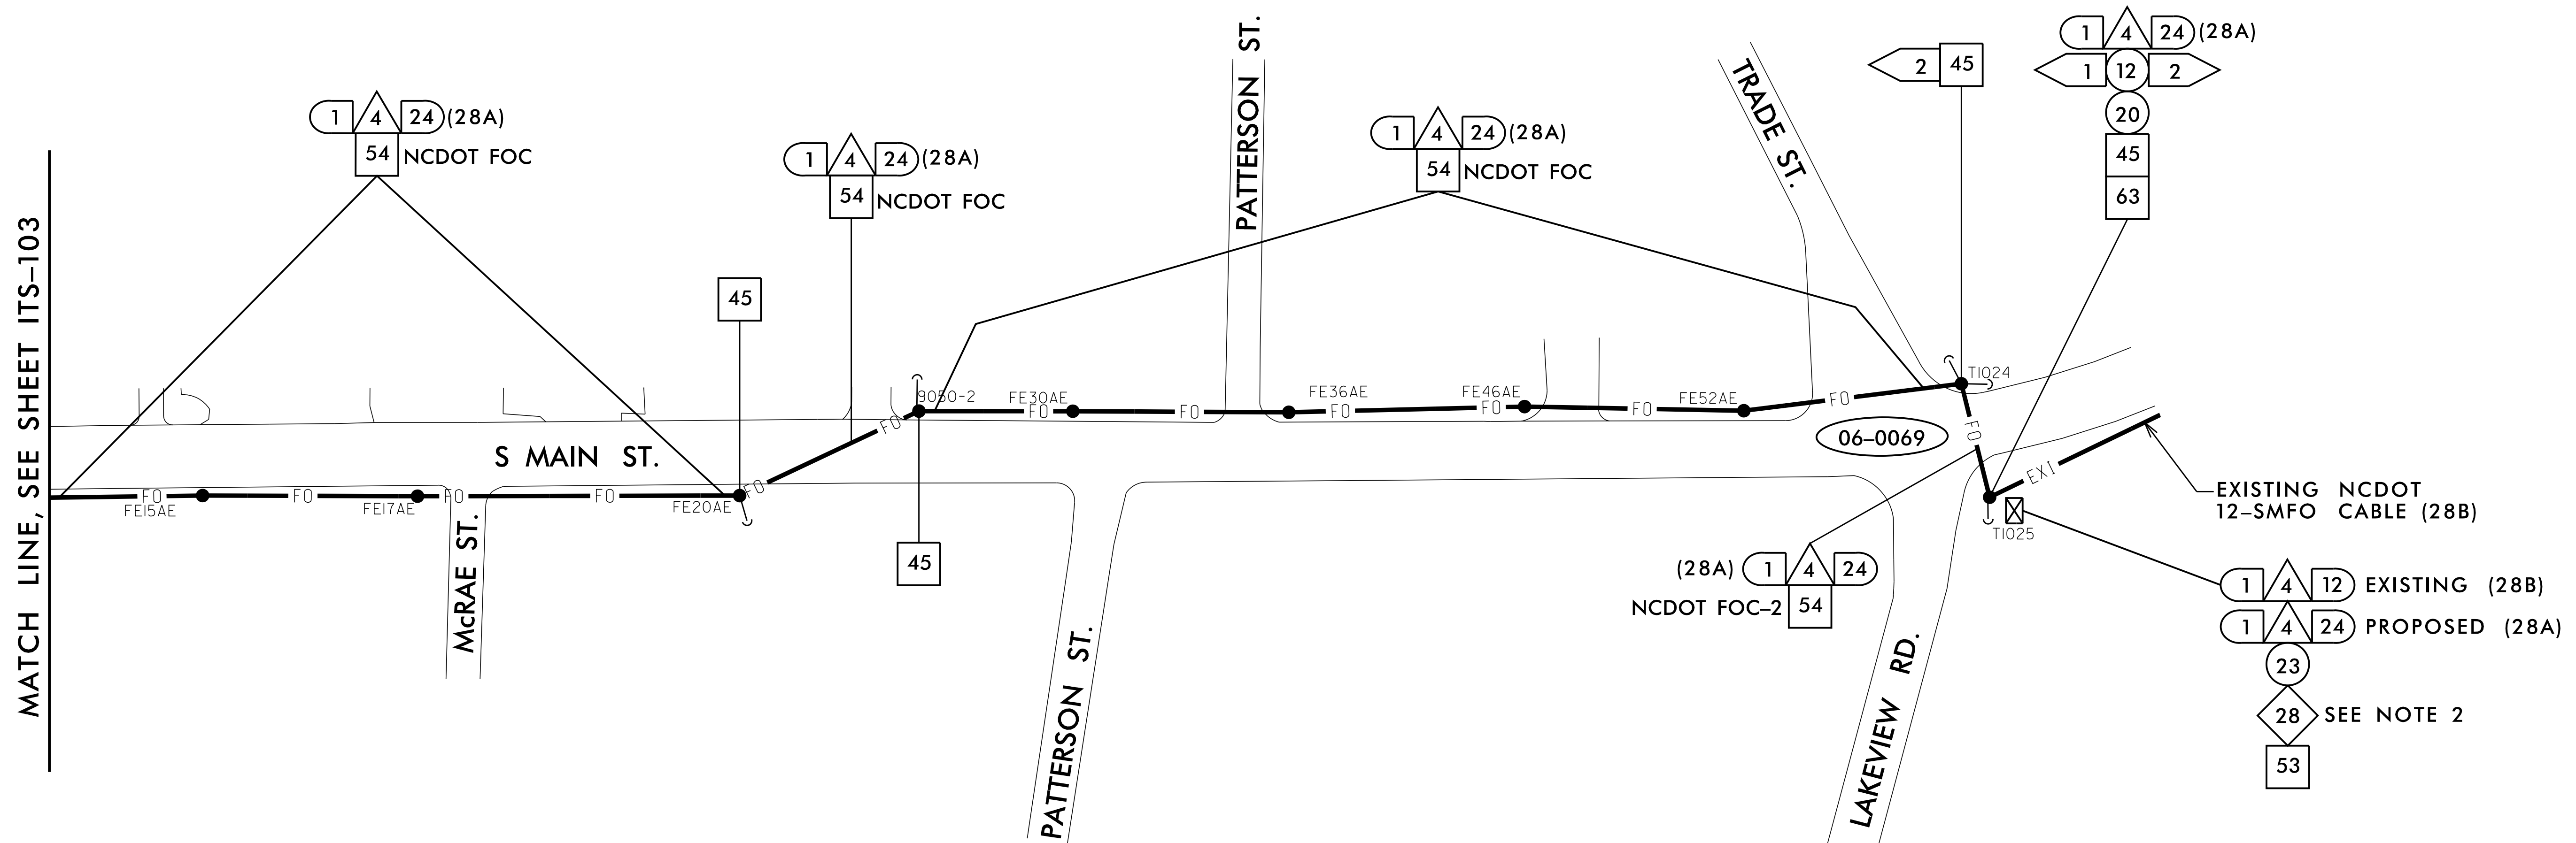 MATCH LINE, SEE SHEET ITS-103
1 4 24 (28A)
54 NCDOT FOC
1 4 24 (28A)
54 NCDOT FOC
45
PATTERSON ST.
1 4 24 (28A)
54 NCDOT FOC
TRADE ST.
2 45
1 4 24 (28A)
1 12 2
20
45
63
FO
FE15AE
FO
FE17AE
FO
FO
FE20AE
FO
FO
9050-2
FE30AE
FO
FO
FE36AE
FO
FE46AE
FO
FO
FE52AE
FO
T1024
FO
06-0069
S MAIN ST.
McRAE ST.
45
PATTERSON ST.
(28A) 1 4 24
NCDOT FOC-2 54
LAKEVIEW RD.
EXI
T1025
EXISTING NCDOT
12-SMFO CABLE (28B)
1 4 12 EXISTING (28B)
1 4 24 PROPOSED (28A)
23
28 SEE NOTE 2
53